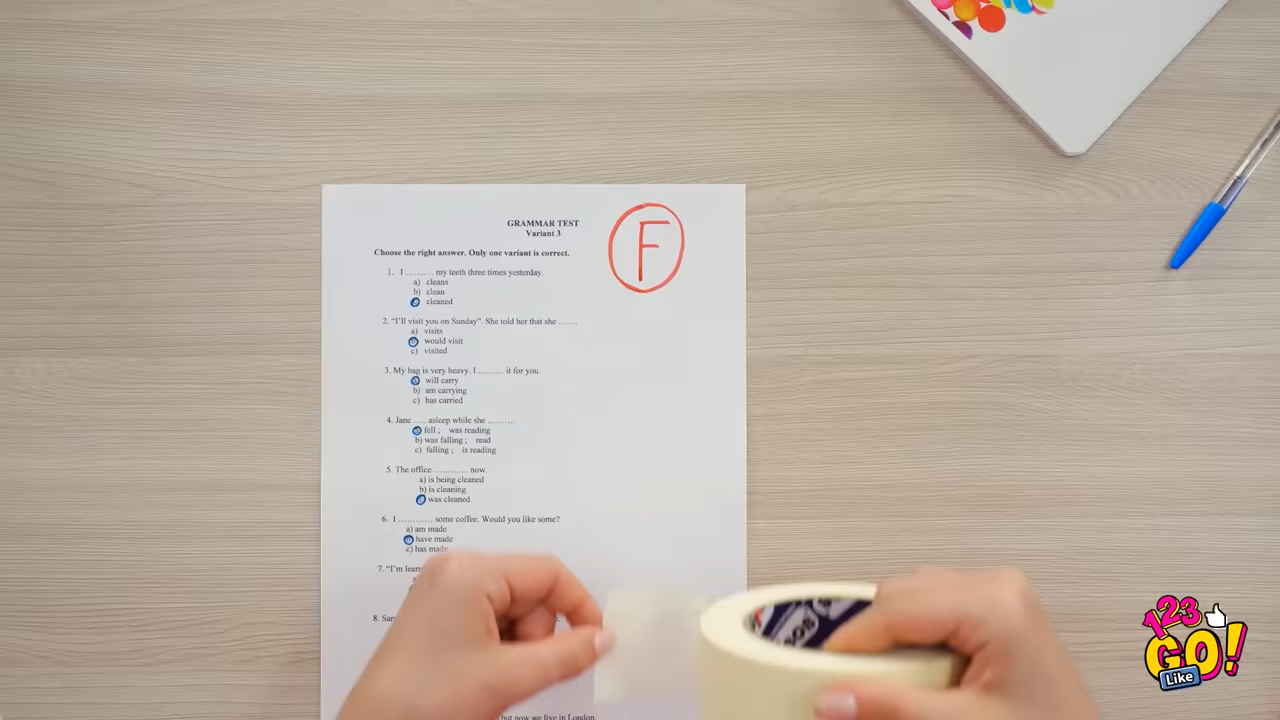 GRAMMAR TEST
Variant 3
F
Choose the right answer. Only one variant is correct.
1. I .......... my teeth three times yesterday.
a) cleans
b) clean
cleaned
2. “I’ll visit you on Sunday”. She told her that she .......
a) visits
would visit
c) visited
3. My bag is very heavy. I ......... it for you.
will carry
b) am carrying
c) has carried
4. Jane ..... asleep while she ..........
fell ; was reading
b) was falling ; read
c) falling ; is reading
5. The office ............ now.
a) is being cleaned
b) is cleaning
was cleaned
6. I ............ some coffee. Would you like some?
a) am made
have made
c) has made
7. “I’m
8.
but now we live in London.
123
GO!
Like